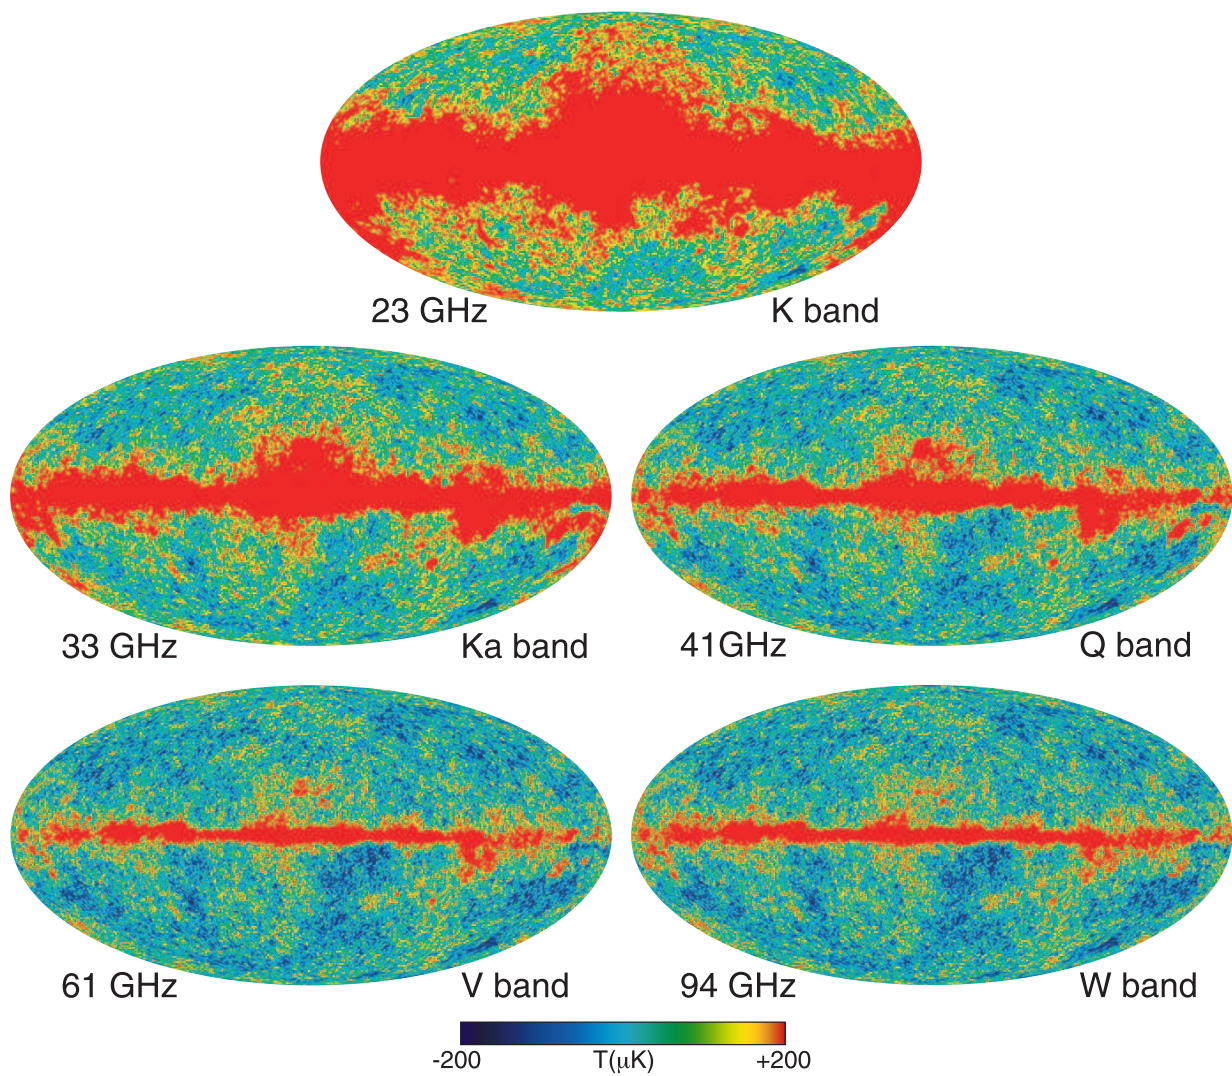 23 GHz K band
33 GHz Ka band
41GHz Q band
61 GHz V band
94 GHz W band
-200 T(μK) +200